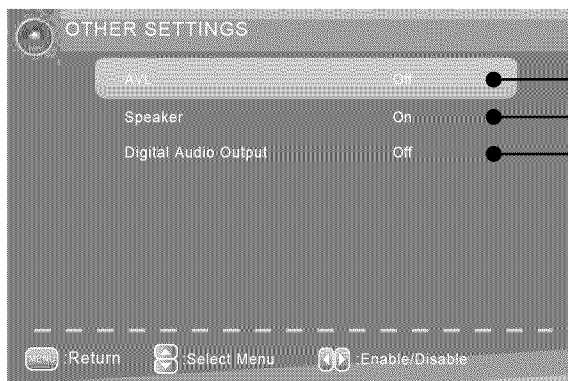 OTHER SETTINGS
AVL Off
Speaker On
Digital Audio Output Off
MENU :Return :Select Menu :Enable/Disable